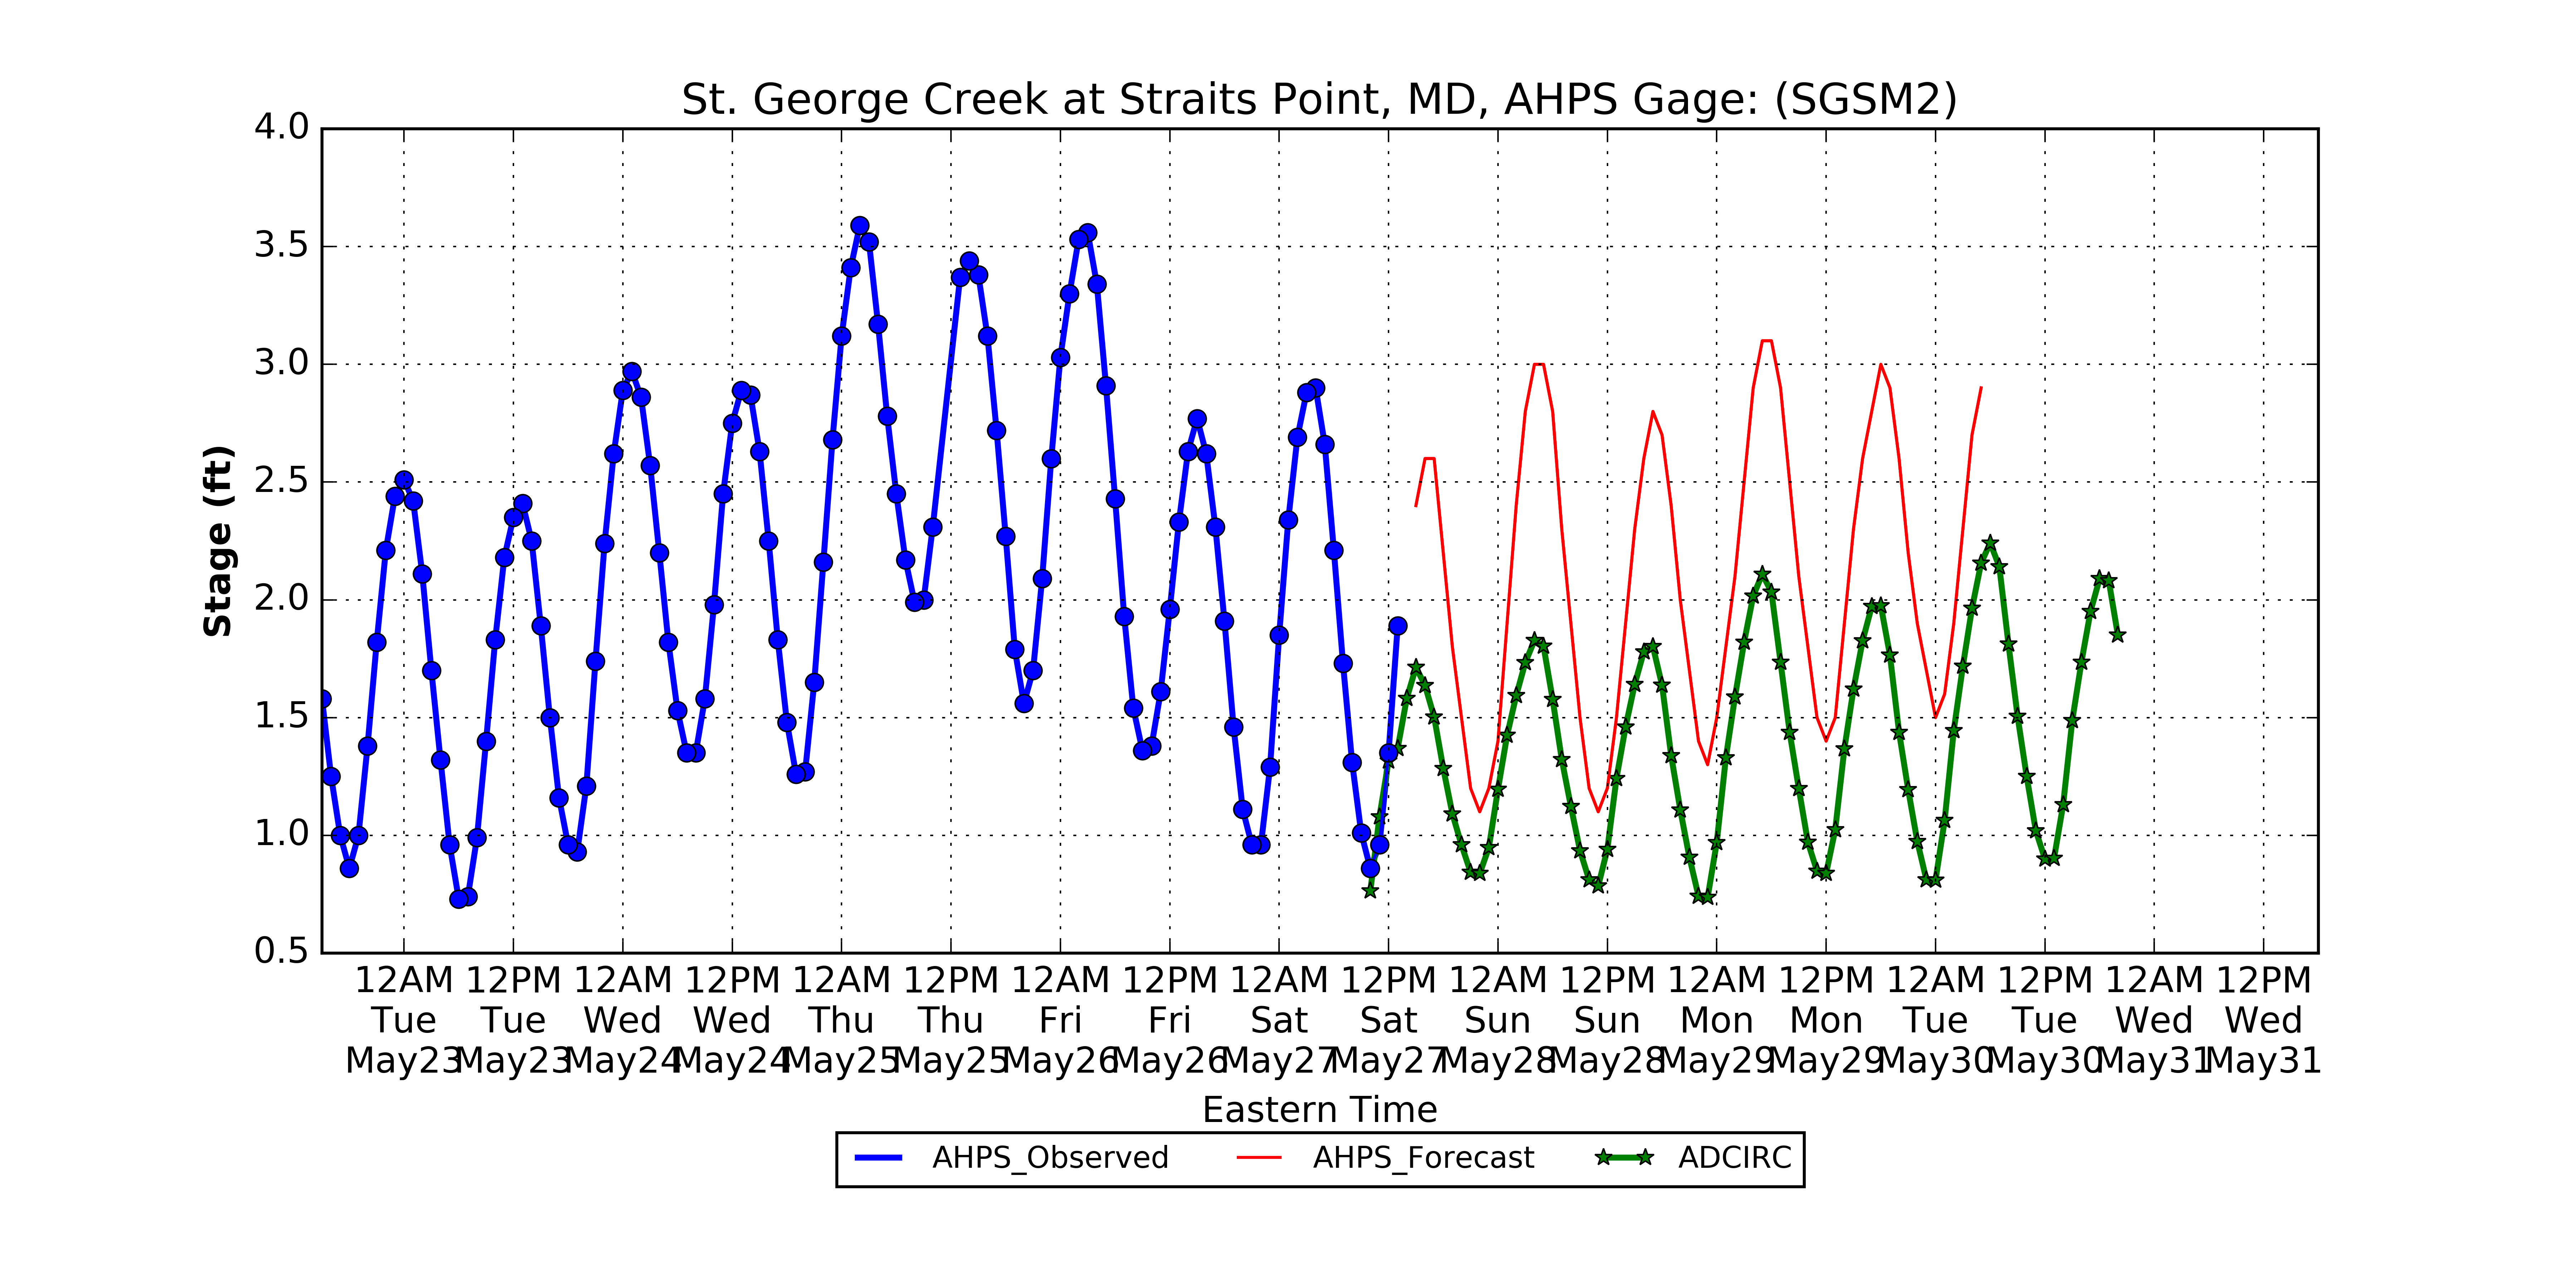 St. George Creek at Straits Point, MD, AHPS Gage: (SGSM2)
4.0
3.5
3.0
2.5
2.0
1.5
1.0
0.5
Stage (ft)
12AM 12PM 12AM 12PM 12AM 12PM 12AM 12PM 12AM 12PM 12AM 12PM 12AM 12PM 12AM 12PM 12AM 12PM
Tue Tue Wed Wed Thu Thu Fri Fri Sat Sat Sun Sun Mon Mon Tue Tue Wed Wed
May23 May23 May24 May24 May25 May25 May26 May26 May27 May27 May28 May28 May29 May29 May30 May30 May31 May31
Eastern Time
AHPS_Observed AHPS_Forecast ADCIRC